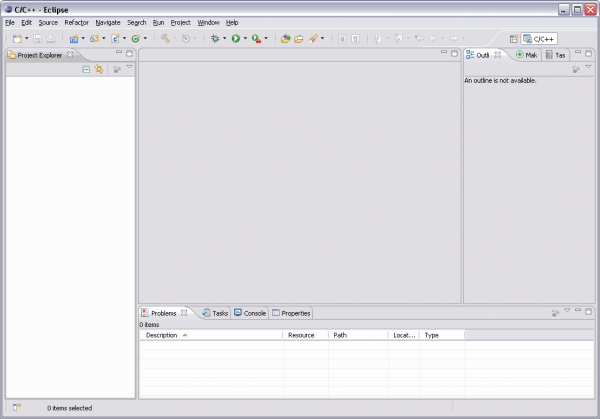 C/C++ - Eclipse
File Edit Source Refactor Navigate Search Run Project Window Help
C/C++
Project Explorer
Outli
Mak
Tas
An outline is not available.
Problems Tasks Console Properties
0 items
Description Resource Path Locat... Type
0 items selected